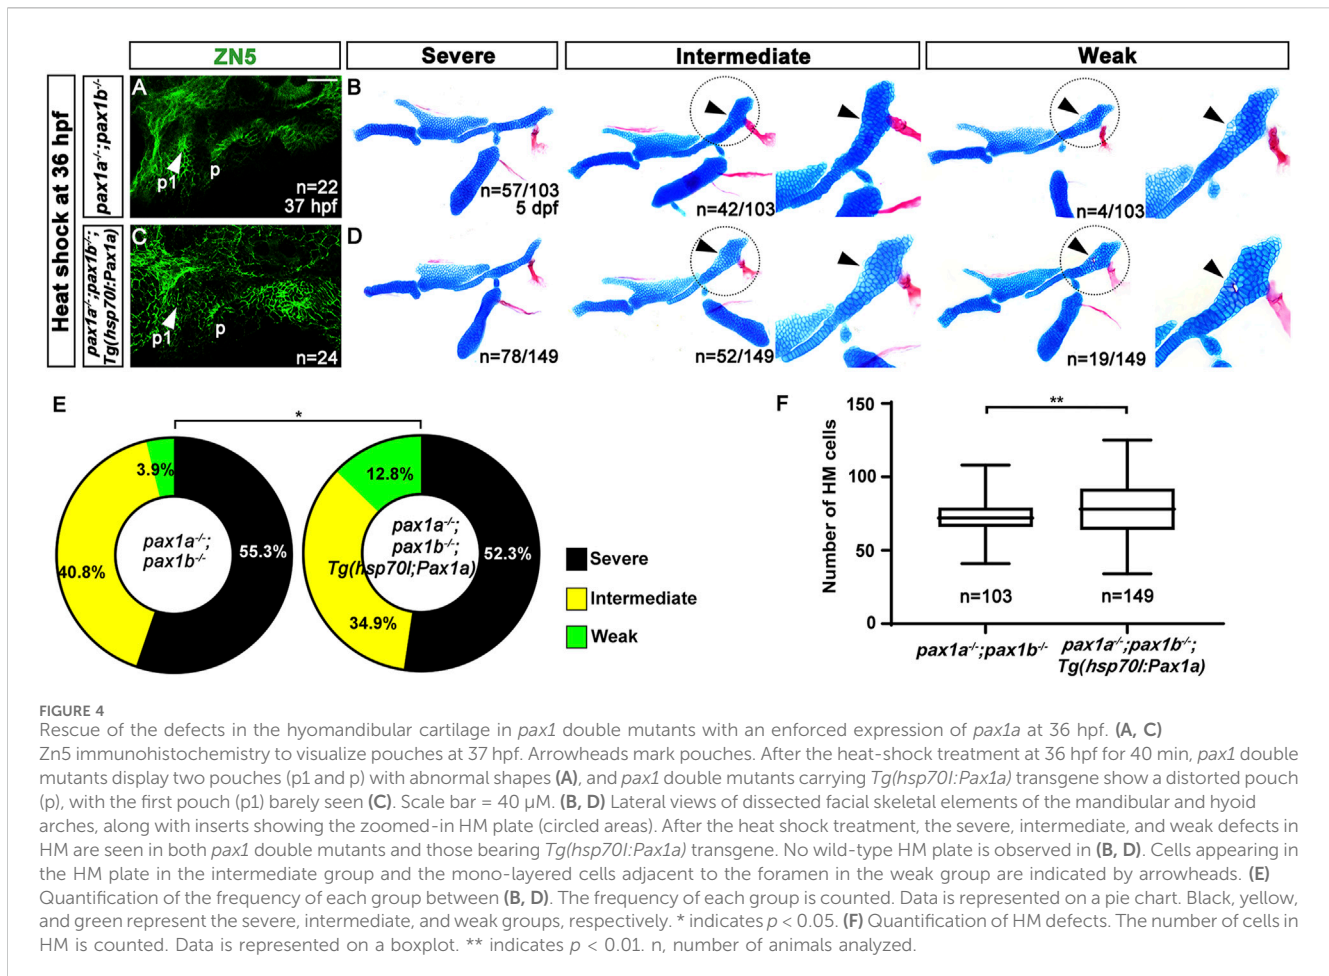 ZN5
Severe
Intermediate
Weak
Heat shock at 36 hpf
pax1a-/-;pax1b-/-
A
p1
p
n=22
37 hpf
B
n=57/103
5 dpf
n=42/103
n=4/103
pax1a-/-;pax1b-/-;
Tg(hsp70l:Pax1a)
C
p1
p
n=24
D
n=78/149
n=52/149
n=19/149
E
*
3.9%
40.8%
55.3%
pax1a-/-;
pax1b-/-
12.8%
34.9%
52.3%
pax1a-/-;
pax1b-/-;
Tg(hsp70l;Pax1a)
Severe
Intermediate
Weak
F
**
Number of HM cells
150
100
50
0
n=103
n=149
pax1a-/-;pax1b-/-
pax1a-/-;pax1b-/-;
Tg(hsp70l:Pax1a)
FIGURE 4
Rescue of the defects in the hyomandibular cartilage in pax1 double mutants with an enforced expression of pax1a at 36 hpf. (A, C)
Zn5 immunohistochemistry to visualize pouches at 37 hpf. Arrowheads mark pouches. After the heat-shock treatment at 36 hpf for 40 min, pax1 double
mutants display two pouches (p1 and p) with abnormal shapes (A), and pax1 double mutants carrying Tg(hsp70l:Pax1a) transgene show a distorted pouch
(p), with the first pouch (p1) barely seen (C). Scale bar = 40 μM. (B, D) Lateral views of dissected facial skeletal elements of the mandibular and hyoid
arches, along with inserts showing the zoomed-in HM plate (circled areas). After the heat shock treatment, the severe, intermediate, and weak defects in
HM are seen in both pax1 double mutants and those bearing Tg(hsp70l:Pax1a) transgene. No wild-type HM plate is observed in (B, D). Cells appearing in
the HM plate in the intermediate group and the mono-layered cells adjacent to the foramen in the weak group are indicated by arrowheads. (E)
Quantification of the frequency of each group between (B, D). The frequency of each group is counted. Data is represented on a pie chart. Black, yellow,
and green represent the severe, intermediate, and weak groups, respectively. * indicates p < 0.05. (F) Quantification of HM defects. The number of cells in
HM is counted. Data is represented on a boxplot. ** indicates p < 0.01. n, number of animals analyzed.